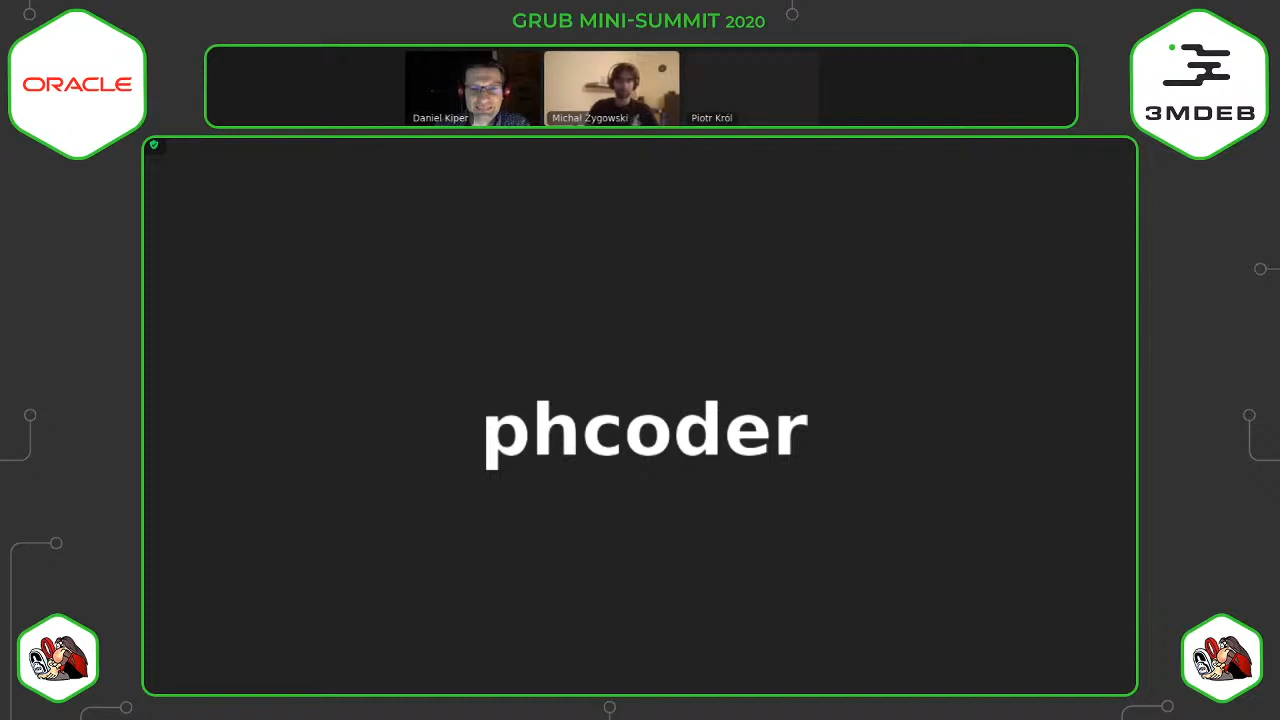 GRUB MINI-SUMMIT 2020
ORACLE
3MDEB
Daniel Kiper
Michał Żygowski
Piotr Król
phcoder